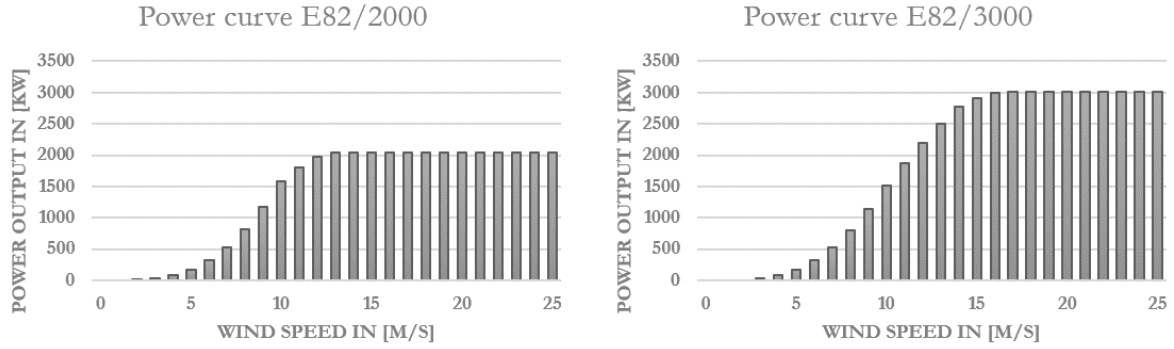 Power curve E82/2000
POWER OUTPUT IN [KW]
3500
3000
2500
2000
1500
1000
500
0
0 5 10 15 20 25
WIND SPEED IN [M/S]
Power curve E82/3000
POWER OUTPUT IN [KW]
3500
3000
2500
2000
1500
1000
500
0
0 5 10 15 20 25
WIND SPEED IN [M/S]